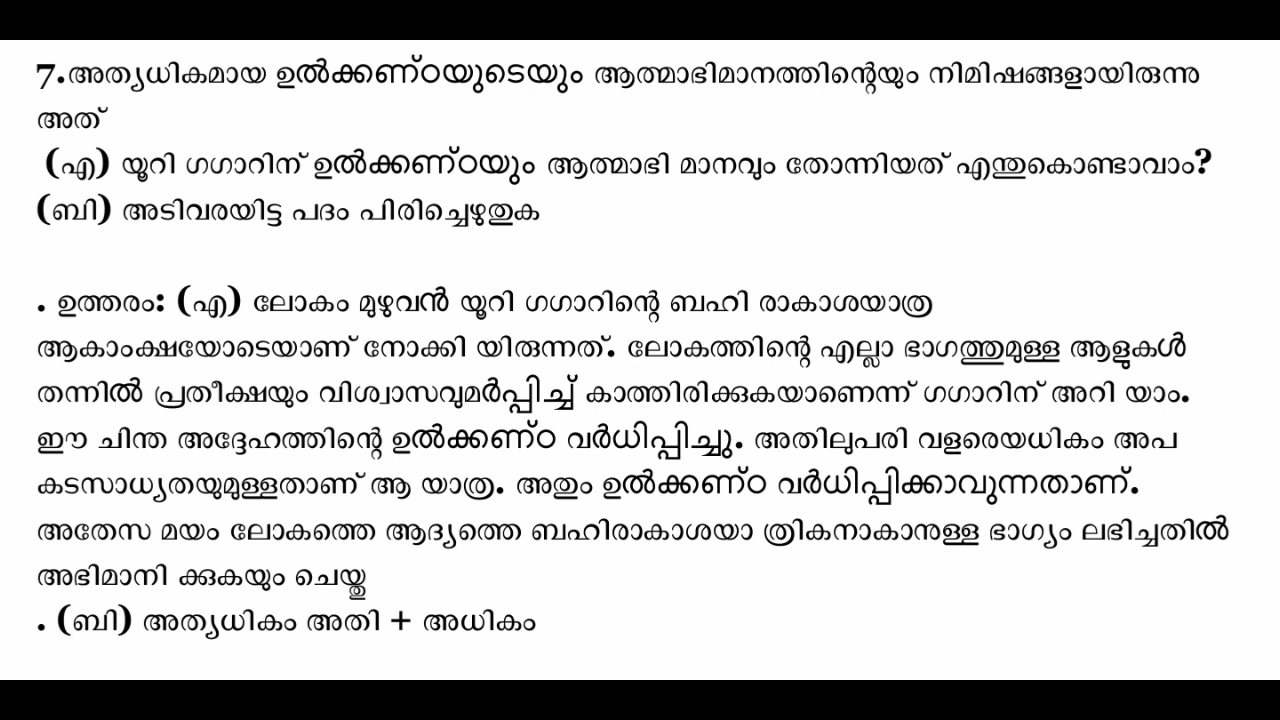 7.അത്യധികമായ ഉൽക്കണ്ഠയുടെയും ആത്മാഭിമാനത്തിന്റെയും നിമിഷങ്ങളായിരുന്നു
അത്
(എ) യൂറി ഗഗാറിന് ഉൽക്കണ്ഠയും ആത്മാഭി മാനവും തോന്നിയത് എന്തുകൊണ്ടാവാം?
(ബി) അടിവരയിട്ട പദം പിരിച്ചെഴുതുക
. ഉത്തരം: (എ) ലോകം മുഴുവൻ യൂറി ഗഗാറിന്റെ ബഹി രാകാശയാത്ര
ആകാംക്ഷയോടെയാണ് നോക്കി യിരുന്നത്. ലോകത്തിന്റെ എല്ലാ ഭാഗത്തുമുള്ള ആളുകൾ
തന്നിൽ പ്രതീക്ഷയും വിശ്വാസവുമർപ്പിച്ച് കാത്തിരിക്കുകയാണെന്ന് ഗഗാറിന് അറി യാം.
ഈ ചിന്ത അദ്ദേഹത്തിന്റെ ഉൽക്കണ്ഠ വർധിപ്പിച്ചു. അതിലുപരി വളരെയധികം അപ
കടസാധ്യതയുമുള്ളതാണ് ആ യാത്ര. അതും ഉൽക്കണ്ഠ വർധിപ്പിക്കാവുന്നതാണ്.
അതേസ മയം ലോകത്തെ ആദ്യത്തെ ബഹിരാകാശയാ ത്രികനാകാനുള്ള ഭാഗ്യം ലഭിച്ചതിൽ
അഭിമാനി ക്കുകയും ചെയ്തു
. (ബി) അത്യധികം അതി + അധികം